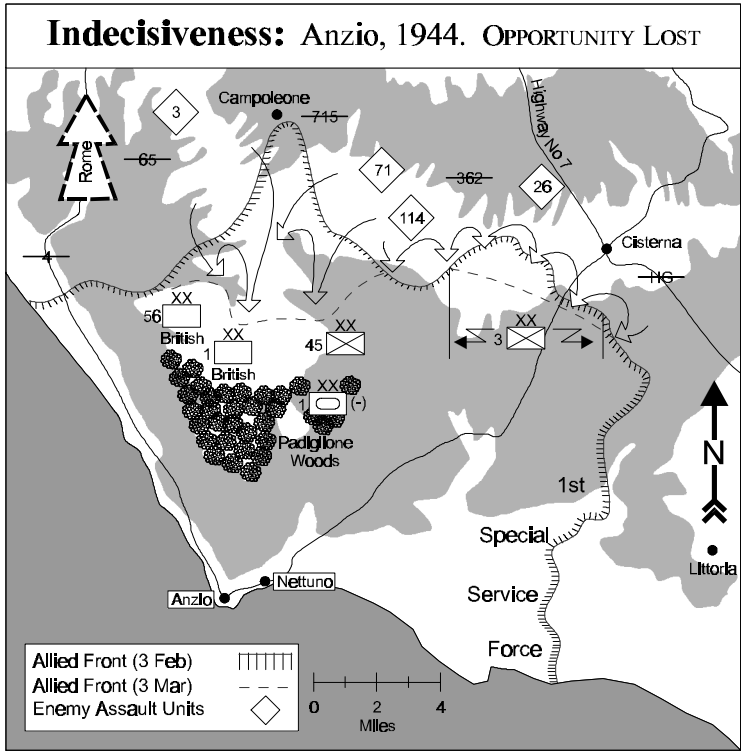 Indecisiveness: Anzio, 1944. OPPORTUNITY LOST
Rome
3
Campoleone
715
65
71
362
114
26
Highway No 7
Cisterna
4
HG
XX
56
British
XX
1
British
XX
45
XX
3
XX
1
(-)
Padiglione
Woods
N
1st
Special
Service
Force
Littoria
Anzio
Nettuno
Allied Front (3 Feb)
Allied Front (3 Mar)
Enemy Assault Units
0 2 4
Miles